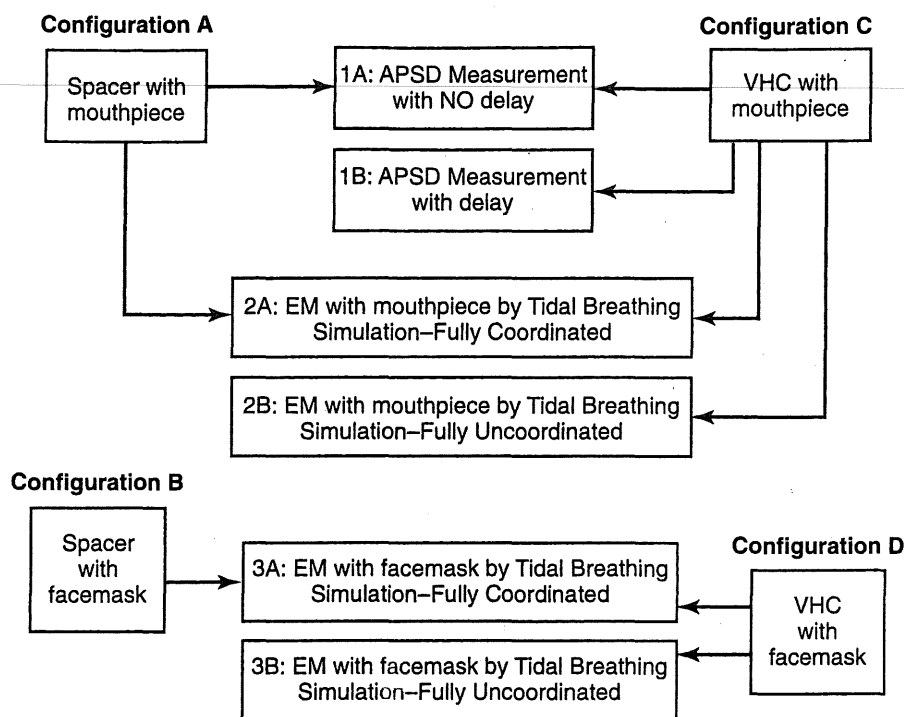 Configuration A
Configuration C
Spacer with
mouthpiece
1A: APSD Measurement
with NO delay
VHC with
mouthpiece
1B: APSD Measurement
with delay
2A: EM with mouthpiece by Tidal Breathing
Simulation–Fully Coordinated
2B: EM with mouthpiece by Tidal Breathing
Simulation–Fully Uncoordinated
Configuration B
Spacer
with
facemask
3A: EM with facemask by Tidal Breathing
Simulation–Fully Coordinated
Configuration D
VHC
with
facemask
3B: EM with facemask by Tidal Breathing
Simulation–Fully Uncoordinated